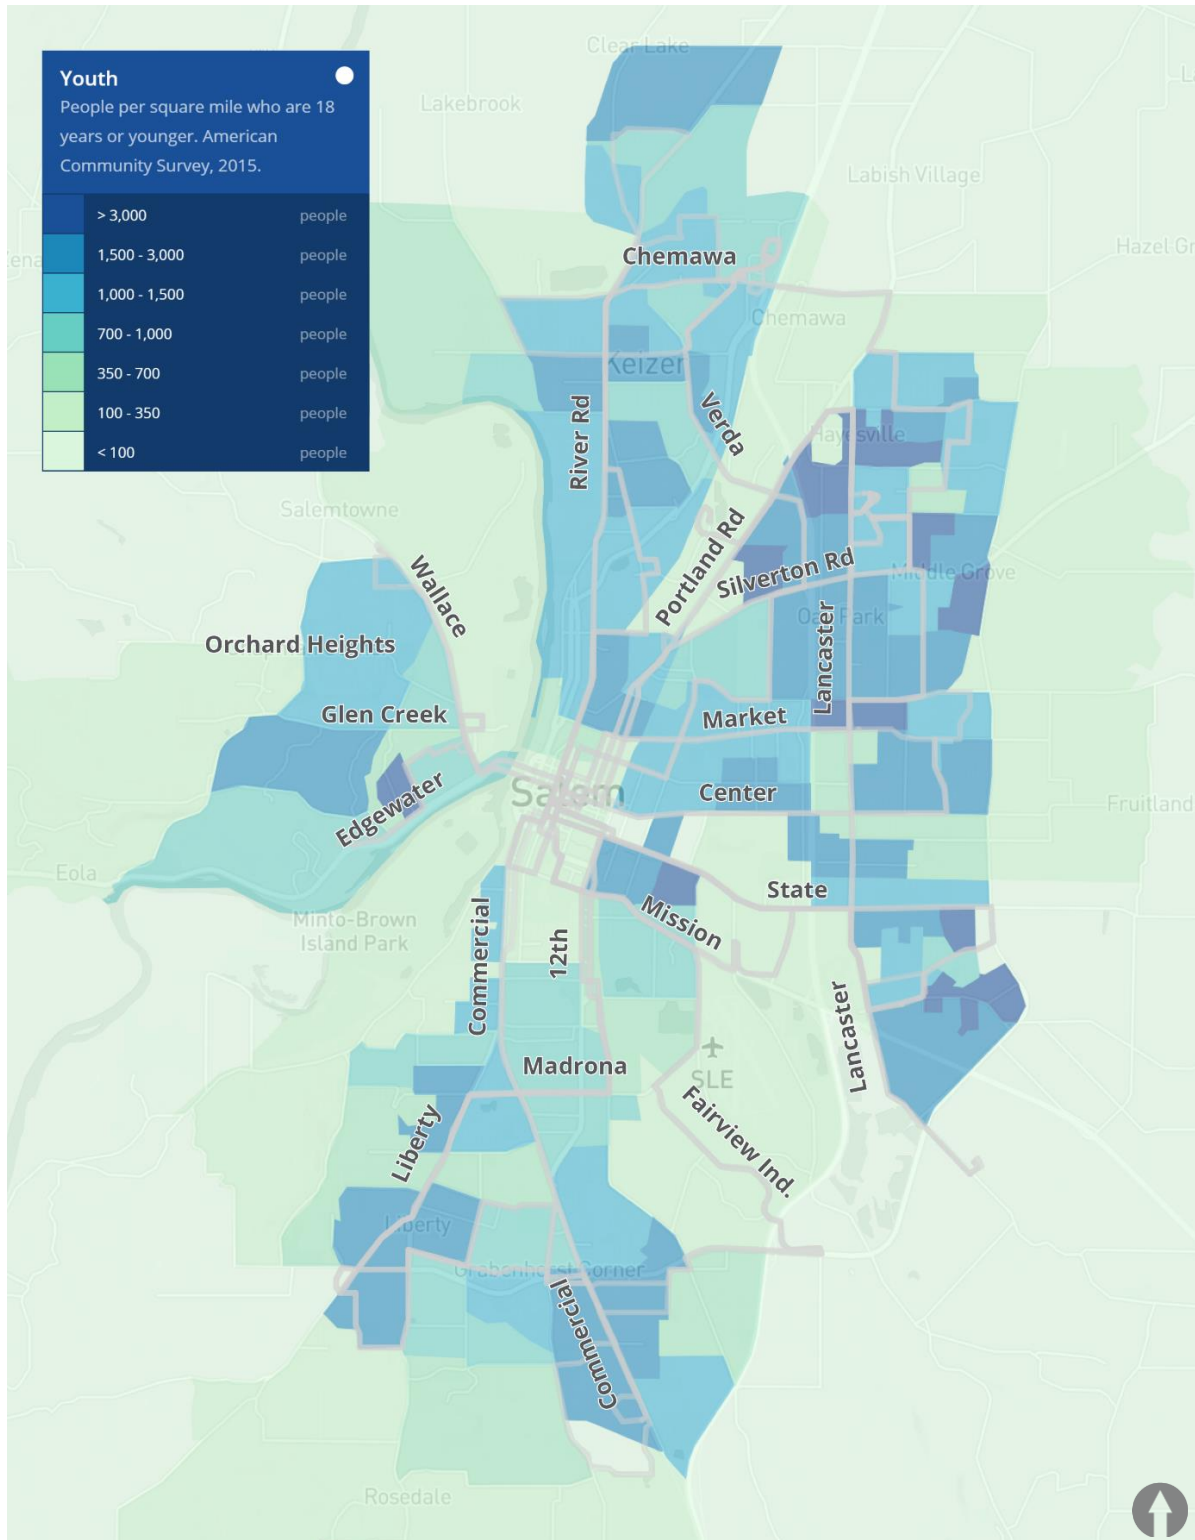 Youth
People per square mile who are 18
years or younger. American
Community Survey, 2015.
> 3,000 people
1,500 - 3,000 people
1,000 - 1,500 people
700 - 1,000 people
350 - 700 people
100 - 350 people
< 100 people
Clear Lake
Lakebrook
Labish Village
Hazel Gr
Chemawa
Chemawa
Keizer
River Rd
Verda
Hayesville
Salemtowne
Wallace
Portland Rd
Silverton Rd
Middle Grove
Orchard Heights
Lancaster
Glen Creek
Market
Edgewater
Salem
Center
Fruitland
Eola
State
Mission
Minto-Brown
Island Park
Commercial
12th
Lancaster
Madrona
SLE
Fairview Ind.
Liberty
Liberty
Grabenhorst Corner
Commercial
Rosedale